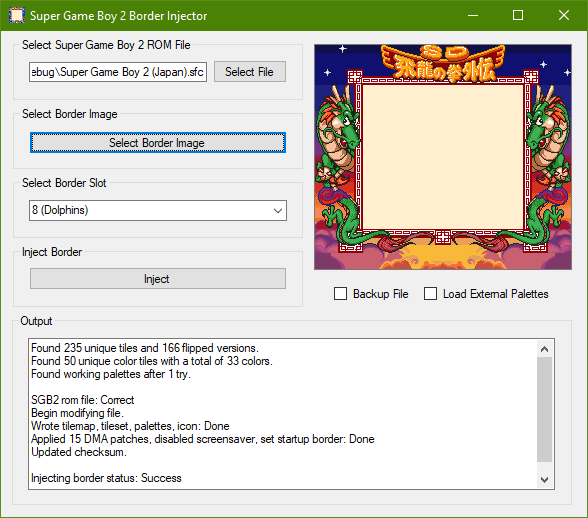 Super Game Boy 2 Border Injector
Select Super Game Boy 2 ROM File
ebug\Super Game Boy 2 (Japan).sfc
Select File
Select Border Image
Select Border Image
Select Border Slot
8 (Dolphins)
Inject Border
Inject
SD
飛龍の拳外伝
Backup File
Load External Palettes
Output
Found 235 unique tiles and 166 flipped versions.
Found 50 unique color tiles with a total of 33 colors.
Found working palettes after 1 try.
SGB2 rom file: Correct
Begin modifying file.
Wrote tilemap, tileset, palettes, icon: Done
Applied 15 DMA patches, disabled screensaver, set startup border: Done
Updated checksum.
Injecting border status: Success